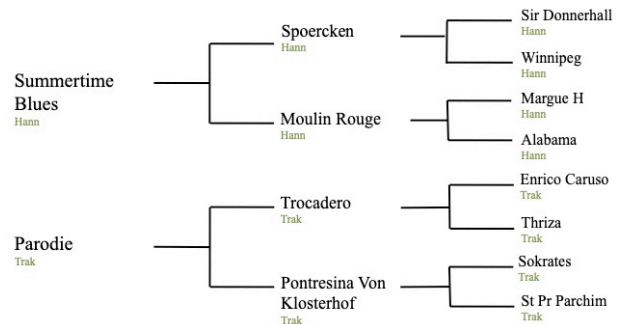 Sir Donnerhall
Hann
Spoercken
Hann
Winnipeg
Hann
Summertime
Blues
Hann
Margue H
Hann
Moulin Rouge
Hann
Alabama
Hann
Enrico Caruso
Trak
Trocadero
Trak
Thriza
Trak
Parodie
Trak
Sokrates
Trak
Pontresina Von
Klosterhof
Trak
St Pr Parchim
Trak